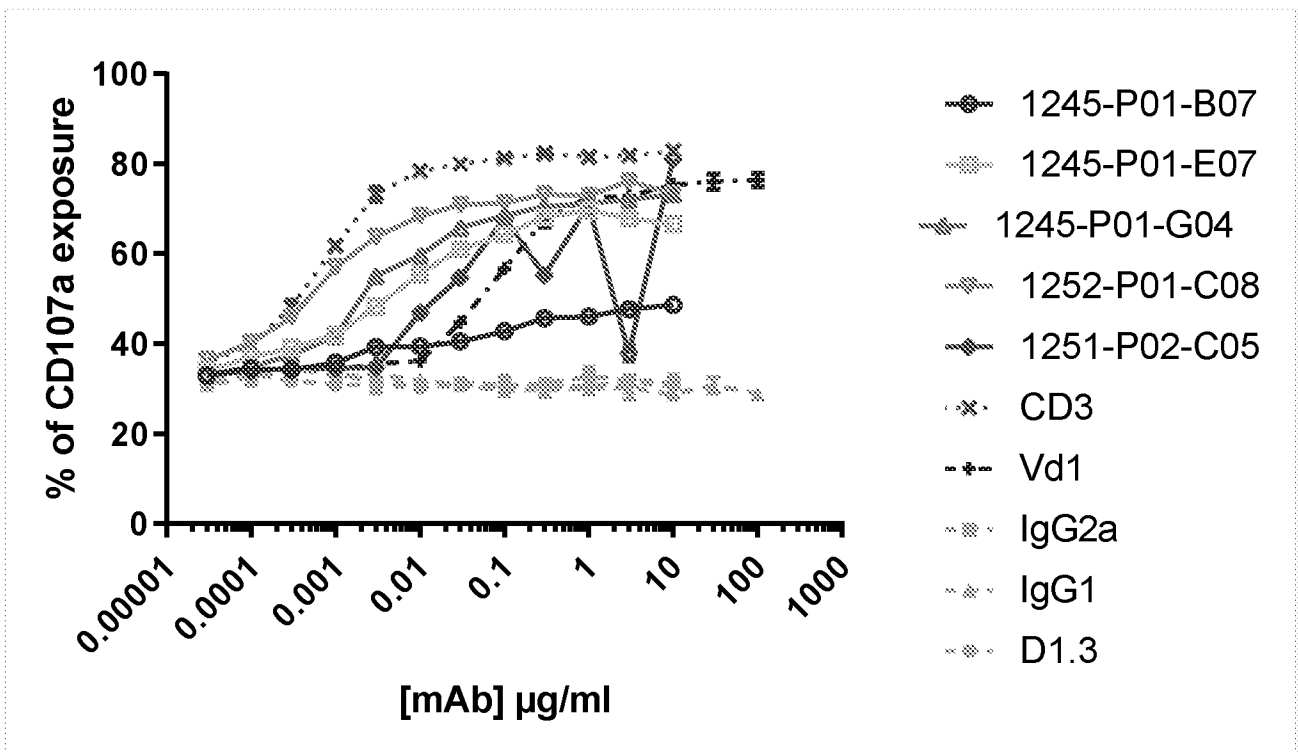 % of CD107a exposure
100
80
60
40
20
0
0.00001
0.0001
0.001
0.01
0.1
1
10
100
1000
[mAb] µg/ml
1245-P01-B07
1245-P01-E07
1245-P01-G04
1252-P01-C08
1251-P02-C05
CD3
Vd1
IgG2a
IgG1
D1.3